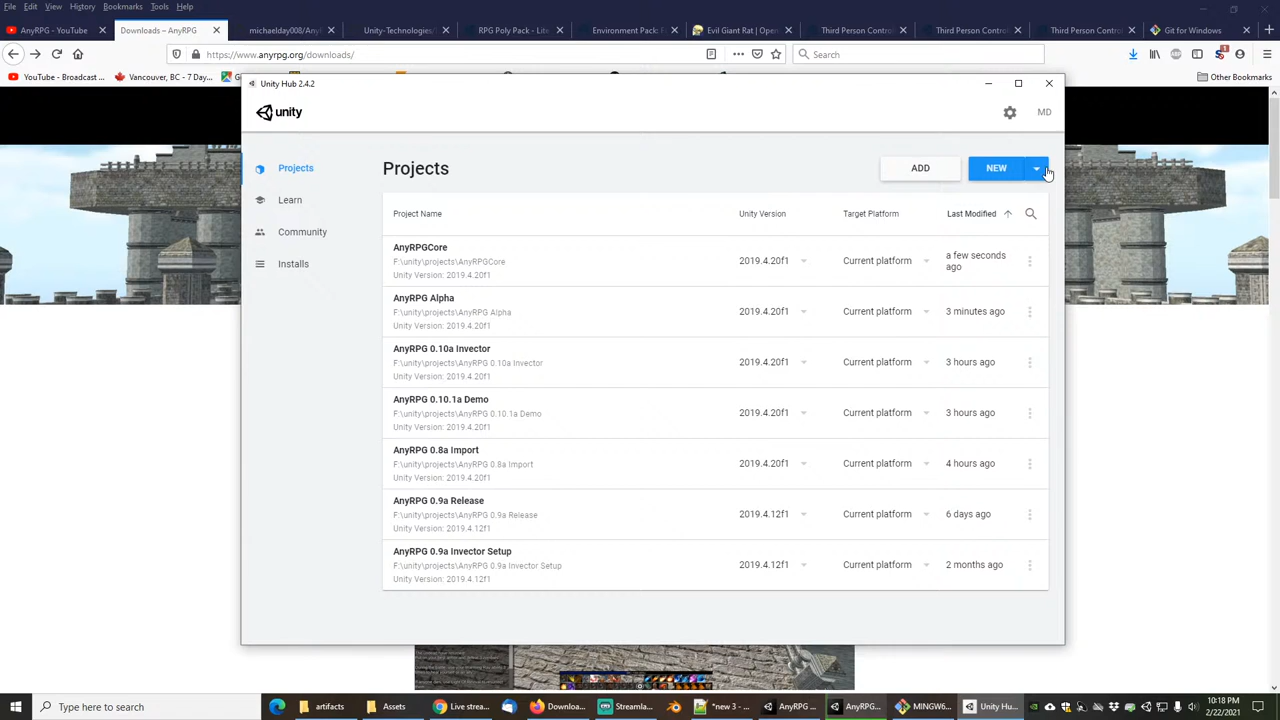 File Edit View History Bookmarks Tools Help
AnyRPG - YouTube
Downloads – AnyRPG
michaelday008/Any
Unity-Technologies/
RPG Poly Pack - Lite
Environment Pack: F
Evil Giant Rat | Open
Third Person Control
Third Person Control
Third Person Control
Git for Windows
https://www.anyrpg.org/downloads/
Search
YouTube - Broadcast ...
Vancouver, BC - 7 Day...
Other Bookmarks
Unity Hub 2.4.2
unity
MD
Projects
Learn
Community
Installs
Projects
ADD
NEW
Project Name Unity Version Target Platform Last Modified
AnyRPGCore
F:\unity\projects\AnyRPGCore
Unity Version: 2019.4.20f1
2019.4.20f1 Current platform a few seconds
ago
AnyRPG Alpha
F:\unity\projects\AnyRPG Alpha
Unity Version: 2019.4.20f1
2019.4.20f1 Current platform 3 minutes ago
AnyRPG 0.10a Invector
F:\unity\projects\AnyRPG 0.10a Invector
Unity Version: 2019.4.20f1
2019.4.20f1 Current platform 3 hours ago
AnyRPG 0.10.1a Demo
F:\unity\projects\AnyRPG 0.10.1a Demo
Unity Version: 2019.4.20f1
2019.4.20f1 Current platform 3 hours ago
AnyRPG 0.8a Import
F:\unity\projects\AnyRPG 0.8a Import
Unity Version: 2019.4.20f1
2019.4.20f1 Current platform 4 hours ago
AnyRPG 0.9a Release
F:\unity\projects\AnyRPG 0.9a Release
Unity Version: 2019.4.12f1
2019.4.12f1 Current platform 6 days ago
AnyRPG 0.9a Invector Setup
F:\unity\projects\AnyRPG 0.9a Invector Setup
Unity Version: 2019.4.12f1
2019.4.12f1 Current platform 2 months ago
Type here to search
artifacts
Assets
Live strea...
Downloa...
Streamla...
*new 3 - ...
AnyRPG ...
AnyRPG...
MINGW6...
Unity Hu...
10:18 PM
2/22/2021